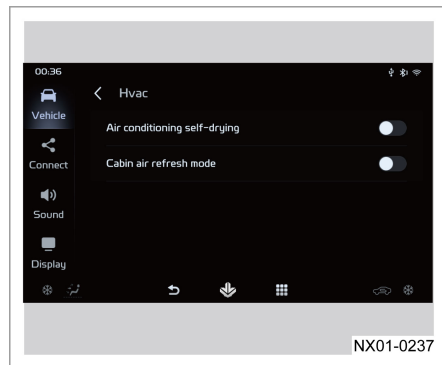 00:36
Hvac
Vehicle
Air conditioning self-drying
Connect
Cabin air refresh mode
Sound
Display
NX01-0237